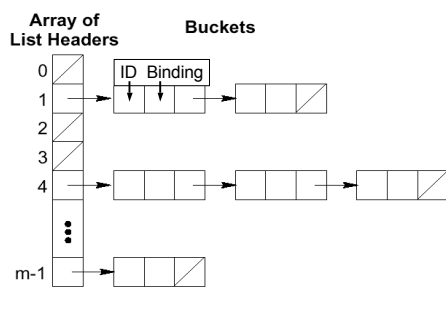 Array of
List Headers
Buckets
ID Binding
0
1
2
3
4
m-1